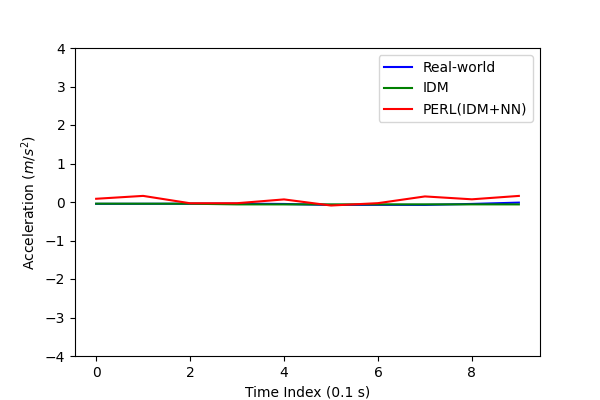 Real-world
IDM
PERL(IDM+NN)
Acceleration (m/s²)
4
3
2
1
0
−1
−2
−3
−4
0 2 4 6 8
Time Index (0.1 s)